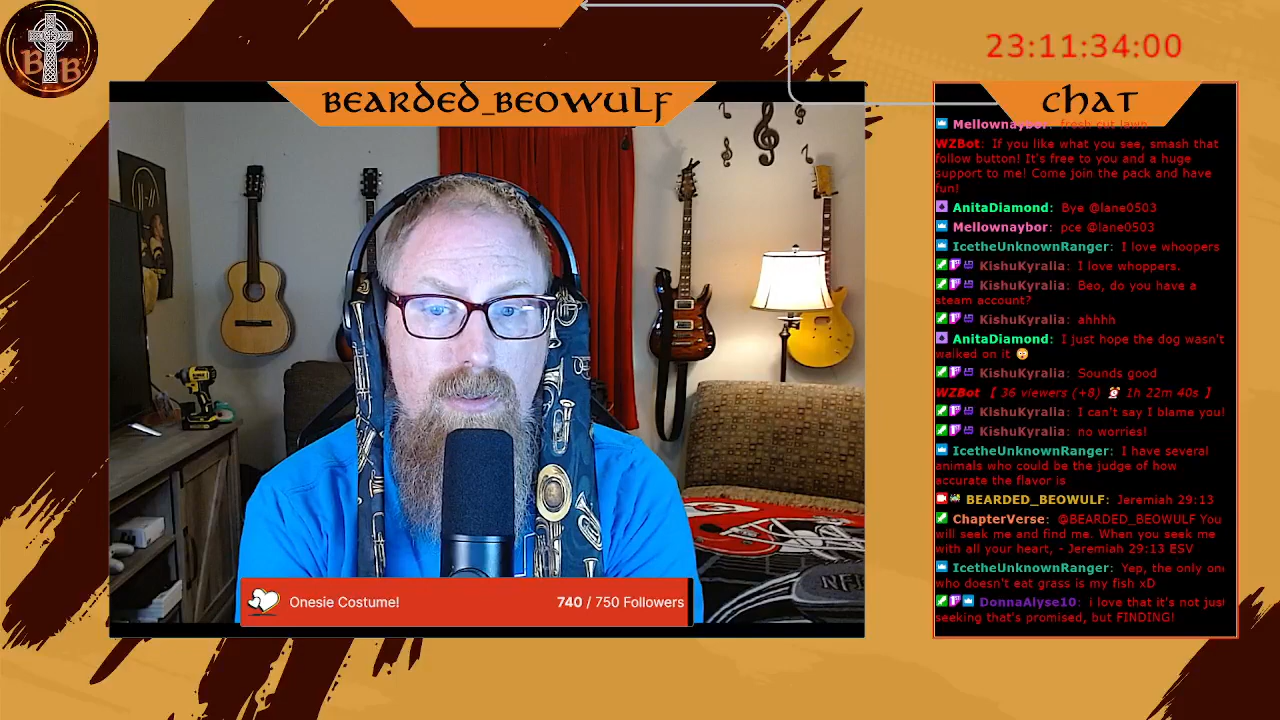 BB
23:11:34:00
BEARDED_BEOWULF
chat
Mellownaybor: fresh cut lawn
WZBot: If you like what you see, smash that
follow button! It's free to you and a huge
support to me! Come join the pack and have
fun!
AnitaDiamond: Bye @lane0503
Mellownaybor: pce @lane0503
IcetheUnknownRanger: I love whoopers
KishuKyralia: I love whoppers.
KishuKyralia: Beo, do you have a
steam account?
KishuKyralia: ahhhh
AnitaDiamond: I just hope the dog wasn't
walked on it 😳
KishuKyralia: Sounds good
WZBot 【 36 viewers (+8) ⏰ 1h 22m 40s 】
KishuKyralia: I can't say I blame you!
KishuKyralia: no worries!
IcetheUnknownRanger: I have several
animals who could be the judge of how
accurate the flavor is
BEARDED_BEOWULF: Jeremiah 29:13
ChapterVerse: @BEARDED_BEOWULF You
will seek me and find me. When you seek me
with all your heart, - Jeremiah 29:13 ESV
IcetheUnknownRanger: Yep, the only one
who doesn't eat grass is my fish xD
DonnaAlyse10: i love that it's not just
seeking that's promised, but FINDING!
NFL
Onesie Costume! 740 / 750 Followers